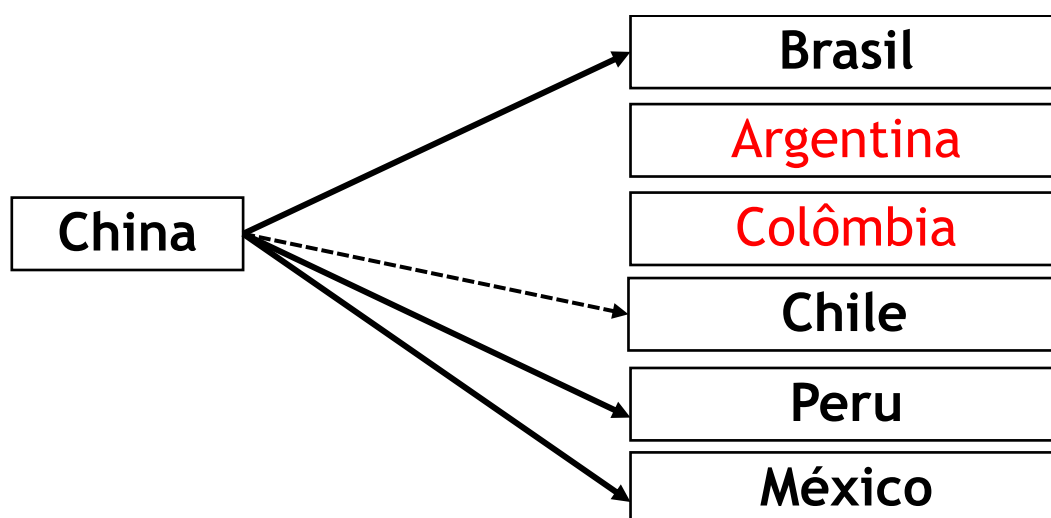 Brasil
Argentina
Colômbia
China
Chile
Peru
México